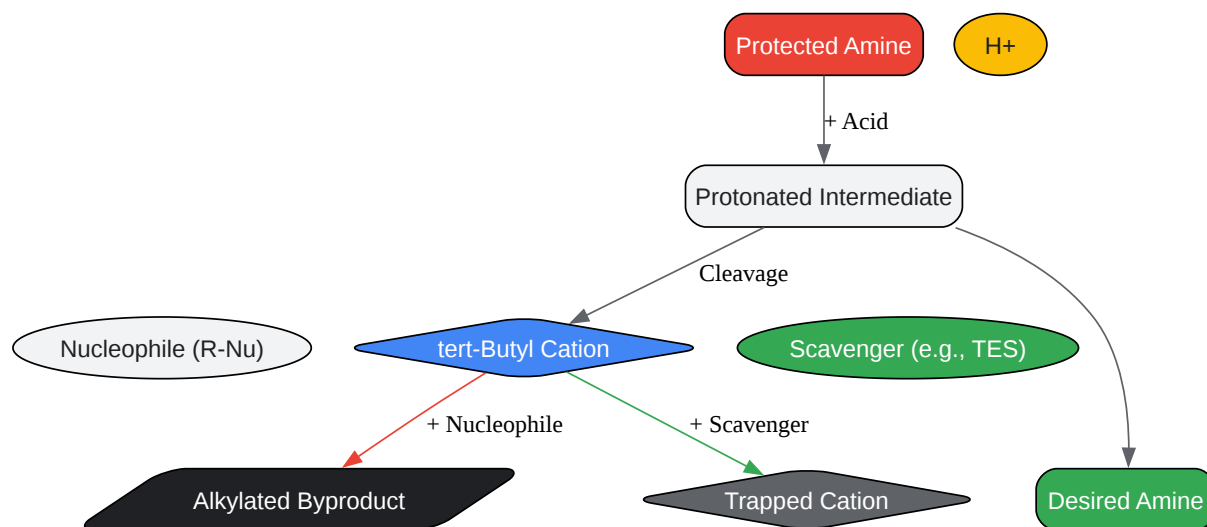 Protected Amine
H+
+ Acid
Protonated Intermediate
Cleavage
Nucleophile (R-Nu)
tert-Butyl Cation
Scavenger (e.g., TES)
+ Nucleophile
+ Scavenger
Alkylated Byproduct
Trapped Cation
Desired Amine